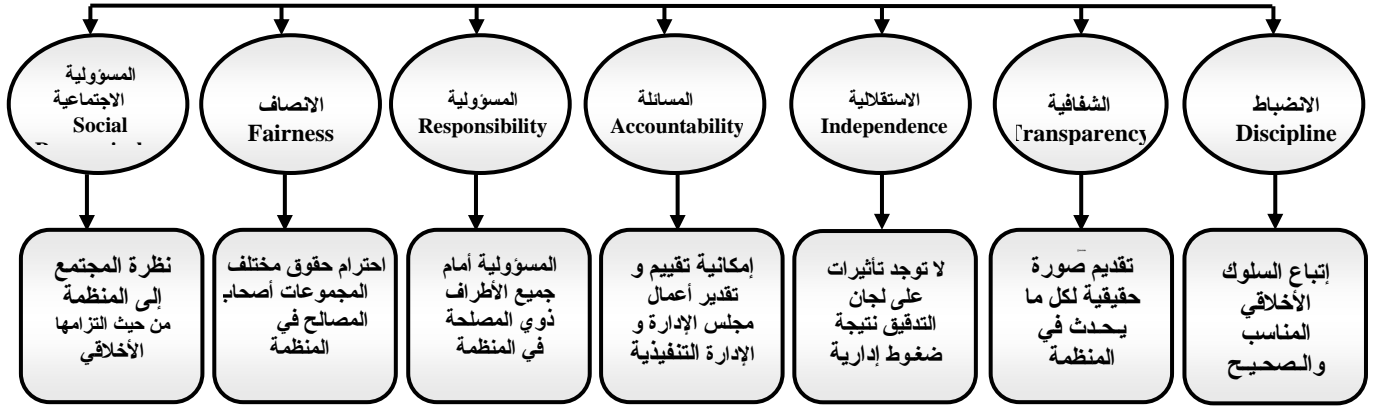 الانضباط
Discipline
الشفافية
Transparency
الاستقلالية
Independence
المسائلة
Accountability
المسؤولية
Responsibility
الانصاف
Fairness
المسؤولية
الاجتماعية
Social
إتباع السلوك
الأخلاقي
المناسب
والصحيح
تقديم صورة
حقيقية لكل ما
يحدث في
المنظمة
لا توجد تأثيرات
على لجان
التدقيق نتيجة
ضغوط إدارية
إمكانية تقييم و
تقدير أعمال
مجلس الإدارة و
الإدارة التنفيذية
المسؤولية أمام
جميع الأطراف
ذوي المصلحة
في المنظمة
احترام حقوق مختلف
المجموعات أصحاب
المصالح في
المنظمة
نظرة المجتمع
إلى المنظمة
من حيث التزامها
الأخلاقي